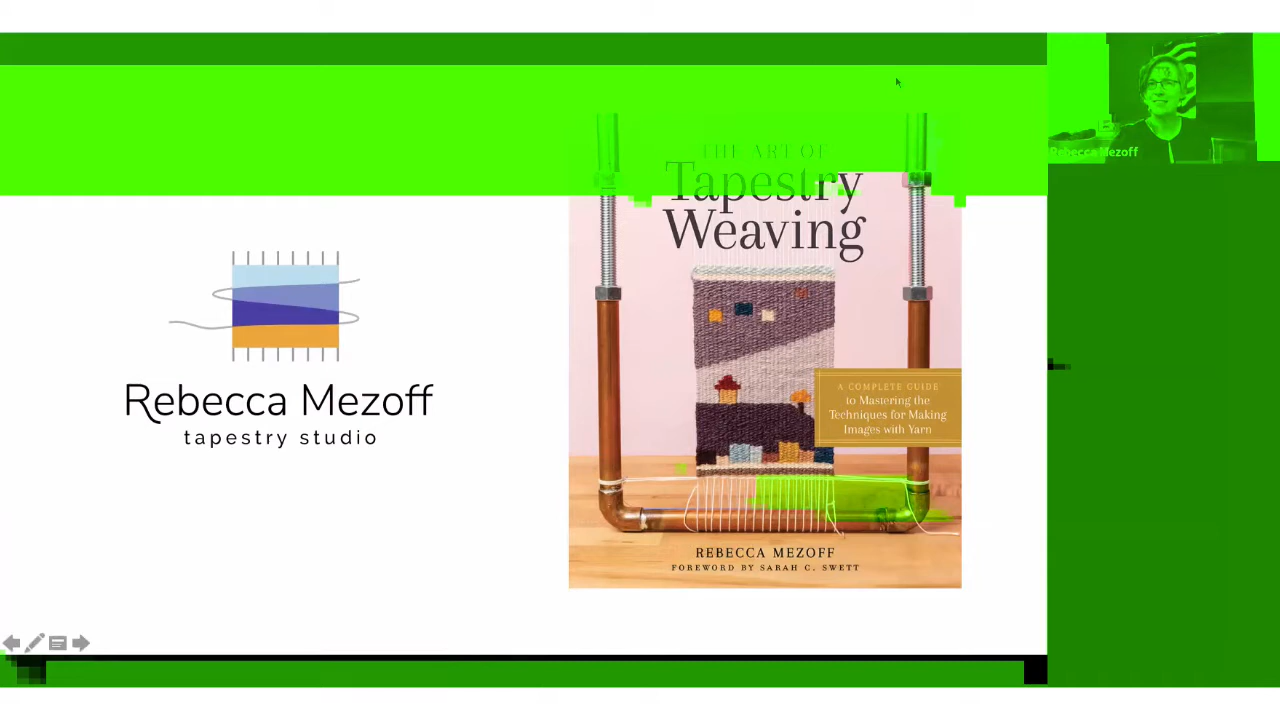 Rebecca Mezoff
tapestry studio
THE ART OF
Tapestry
Weaving
A COMPLETE GUIDE
to Mastering the
Techniques for Making
Images with Yarn
REBECCA MEZOFF
FOREWORD BY SARAH C. SWETT
Rebecca Mezoff